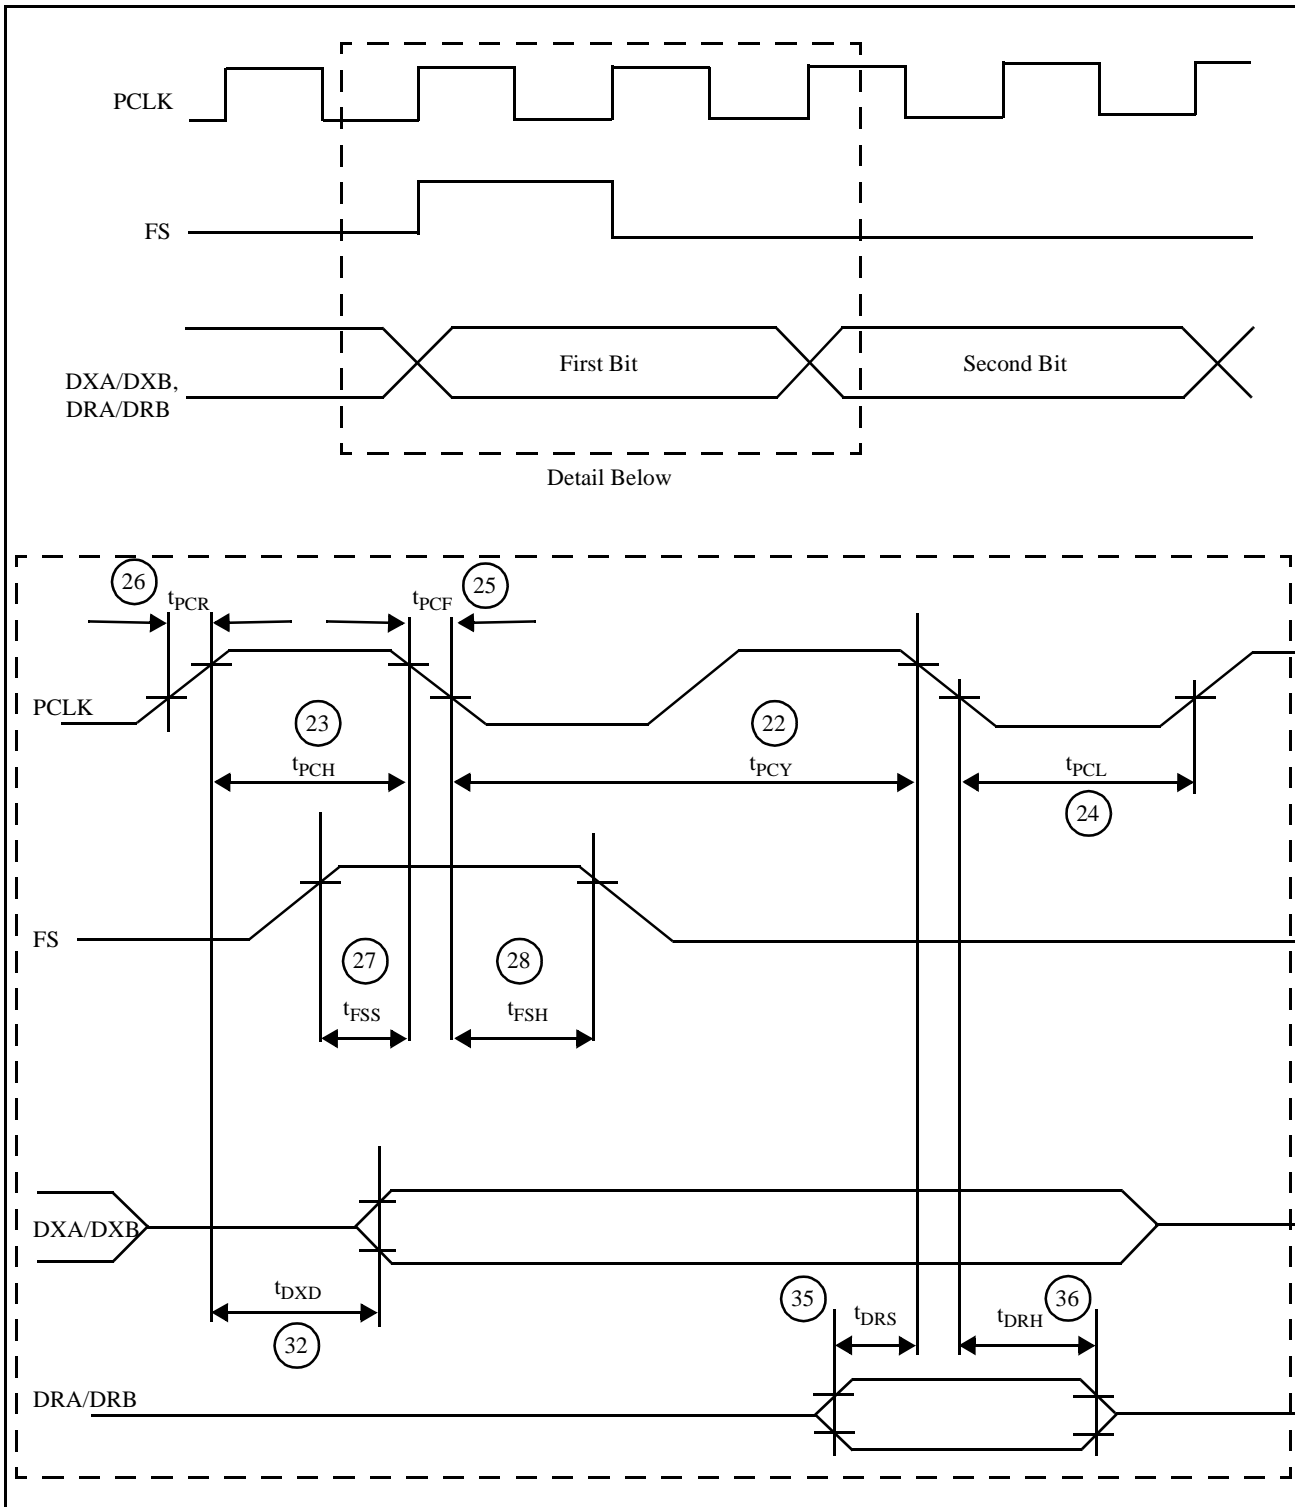 PCLK
FS
First Bit
Second Bit
DXA/DXB,
DRA/DRB
Detail Below
26
tPCR
tPCF
25
PCLK
23
22
tPCH
tPCY
tPCL
24
FS
27
28
tFSS
tFSH
DXA/DXB
tDXD
32
35
tDRS
tDRH
36
DRA/DRB